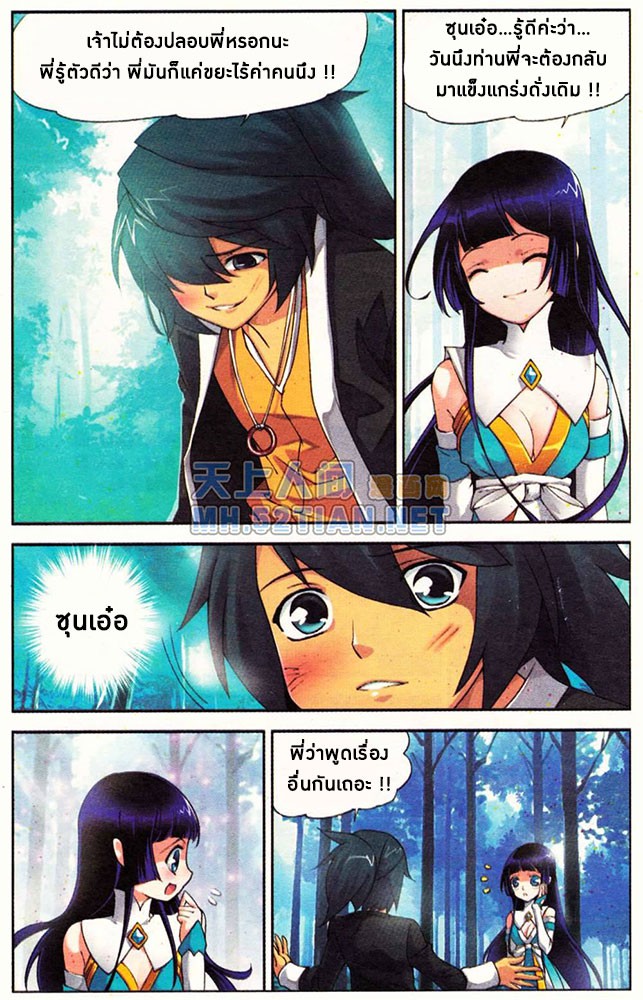 เจ้าไม่ต้องปลอบพี่หรอกนะ
พี่รู้ตัวดีว่า พี่มันก็แค่ขยะไร้ค่าคนนึง !!
ซุนเอ๋อ...รู้ดีค่ะว่า...
วันนึงท่านพี่จะต้องกลับ
มาแข็งแกร่งดั่งเดิม !!
天上人间 漫画网
MH.52TIAN.NET
ซุนเอ๋อ
พี่ว่าพูดเรื่อง
อื่นกันเถอะ !!